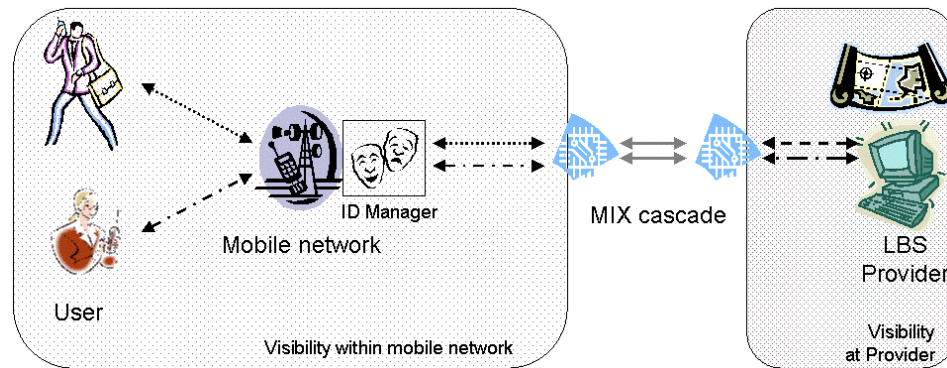 ID Manager
Mobile network
User
Visibility within mobile network
MIX cascade
LBS
Provider
Visibility
at Provider